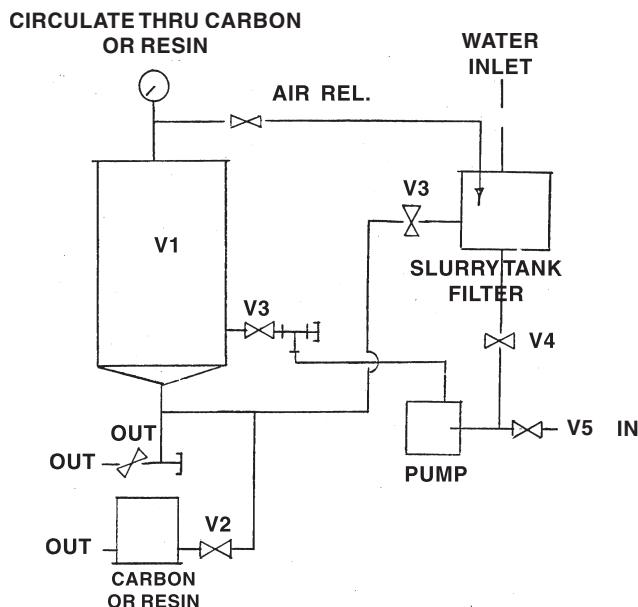 CIRCULATE THRU CARBON
OR RESIN
WATER
INLET
AIR REL.
V3
V1
SLURRY TANK
FILTER
V3
V4
OUT
V5 IN
OUT
PUMP
V2
OUT
CARBON
OR RESIN